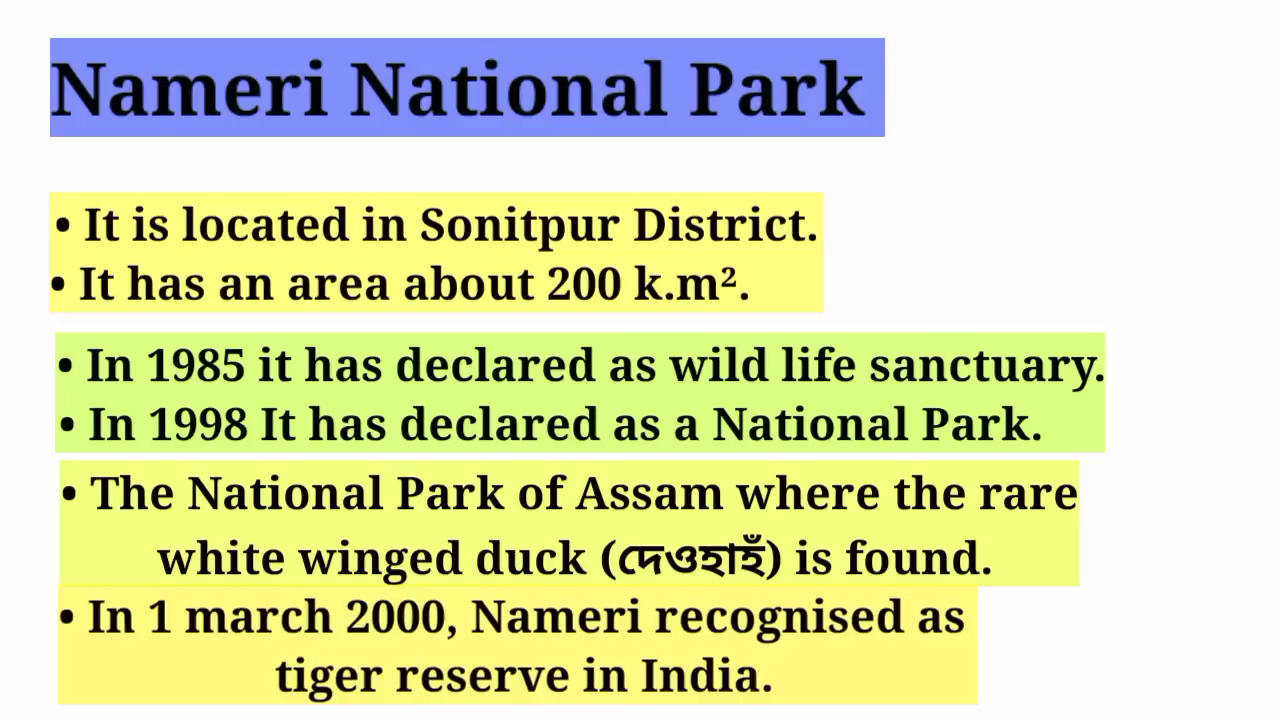 Nameri National Park
• It is located in Sonitpur District.
• It has an area about 200 k.m².
• In 1985 it has declared as wild life sanctuary.
• In 1998 It has declared as a National Park.
• The National Park of Assam where the rare
white winged duck (দেওহাহঁ) is found.
• In 1 march 2000, Nameri recognised as
tiger reserve in India.